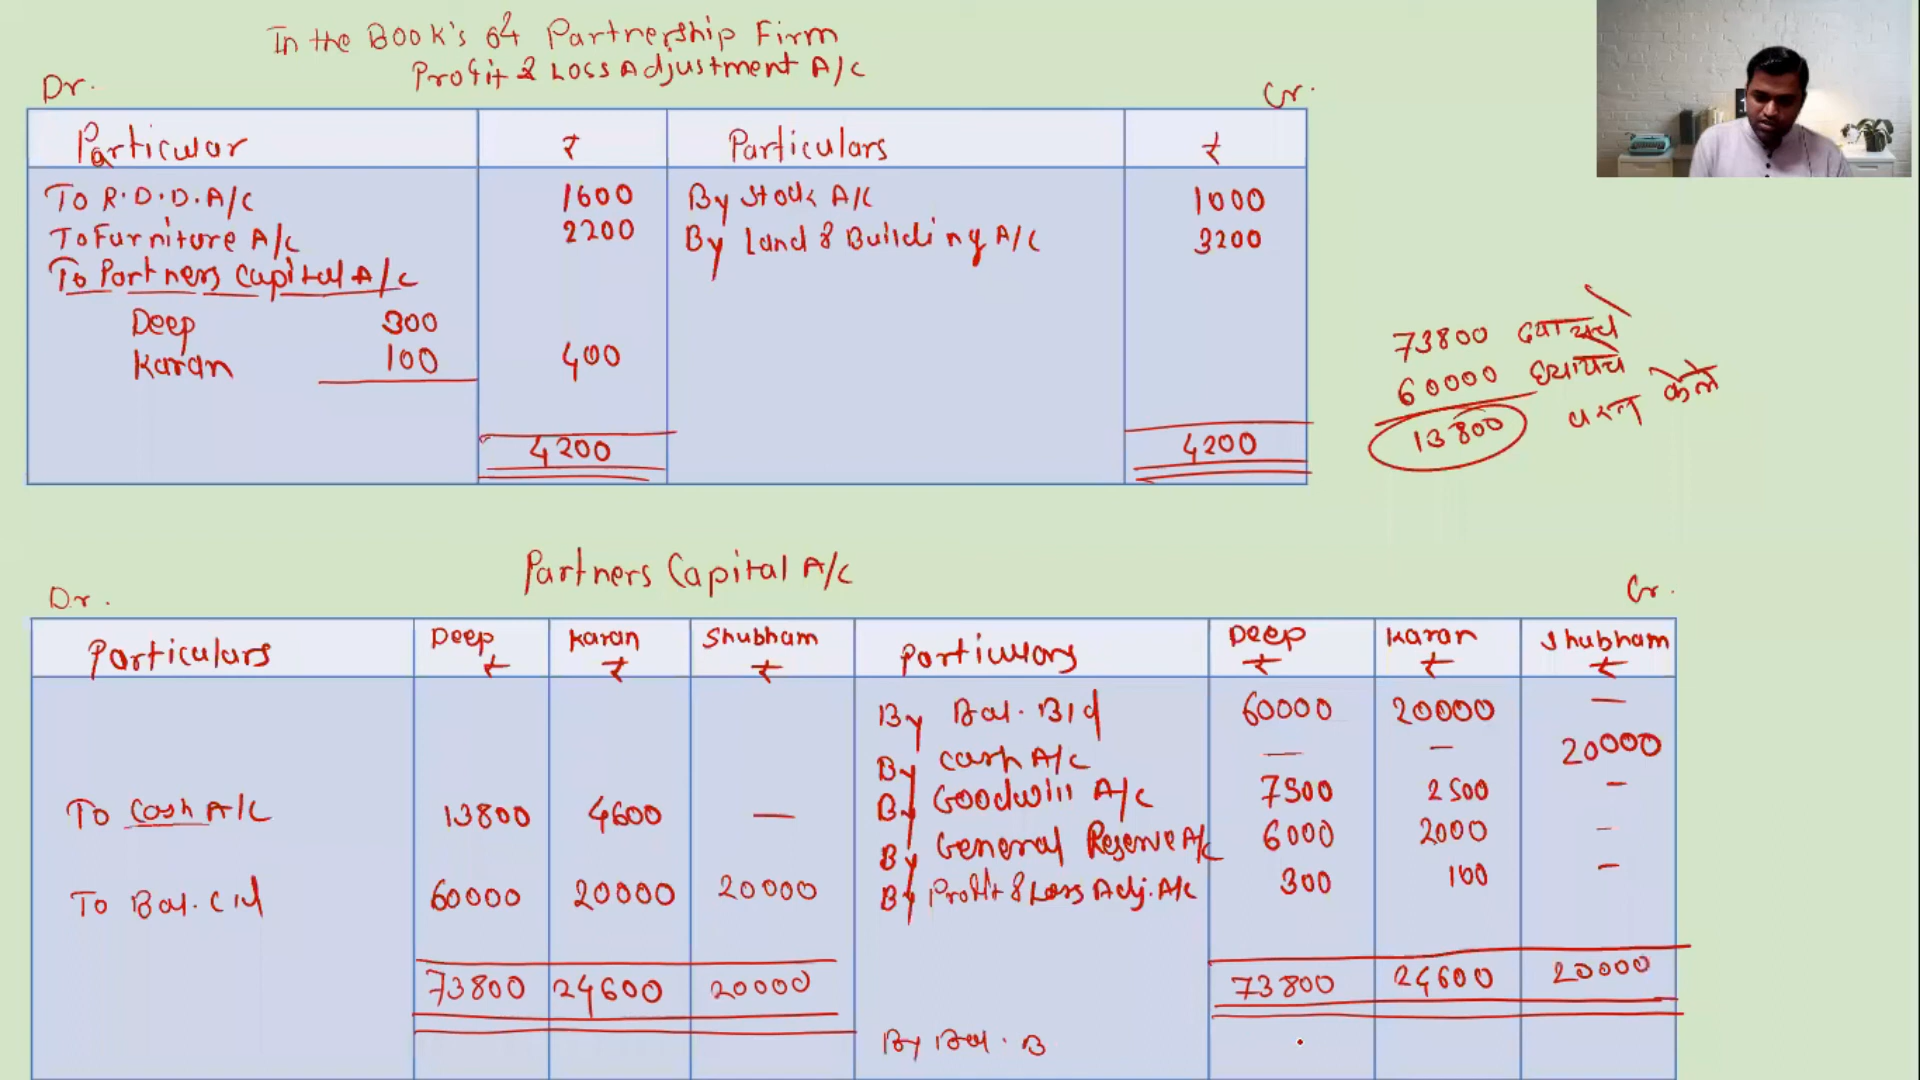 In the Book's of Partnership Firm
Profit & Loss Adjustment A/c
Dr. Cr.
Particular ₹ Particulars ₹
To R.D.D. A/c 1600 By Stock A/c 1000
To Furniture A/c 2200 By Land & Building A/c 3200
To Partners Capital A/c
Deep 300
Karan 100 400
4200 4200
73800
60000
13800
Partners Capital A/c
Dr. Cr.
Particulars Deep ₹ Karan ₹ Shubham ₹ Particulars Deep ₹ Karan ₹ Shubham ₹
By Bal. B/d 60000 20000 —
By Cash A/c — — 20000
By Goodwill A/c 7500 2500 -
To Cash A/c 13800 4600 — By General Reserve A/c 6000 2000 -
To Bal. C/d 60000 20000 20000 By Profit & Loss Adj. A/c 300 100 -
73800 24600 20000 73800 24600 20000
By Bal. B